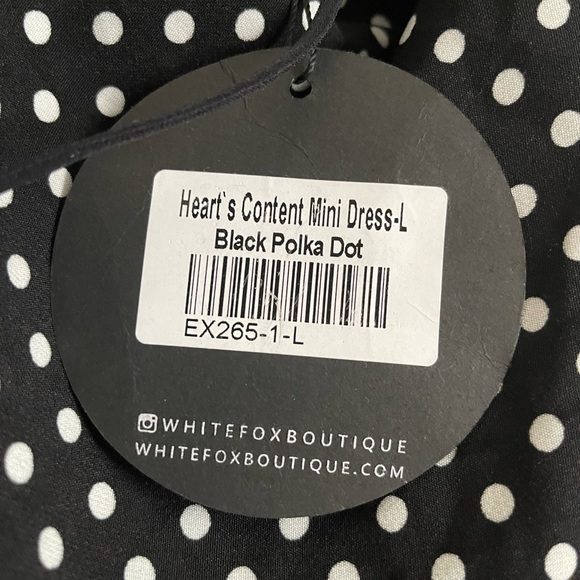 Heart`s Content Mini Dress-L
Black Polka Dot
EX265-1-L
WHITEFOXBOUTIQUE
WHITEFOXBOUTIQUE.COM